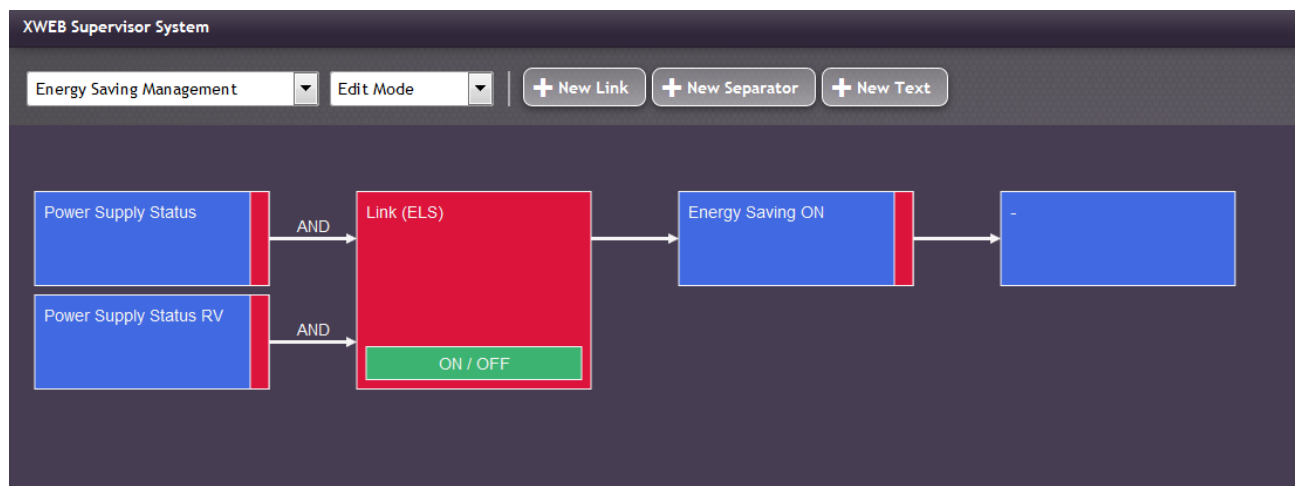 XWEB Supervisor System
Energy Saving Management
Edit Mode
+ New Link
+ New Separator
+ New Text
Power Supply Status
AND
Link (ELS)
Energy Saving ON
-
Power Supply Status RV
AND
ON / OFF